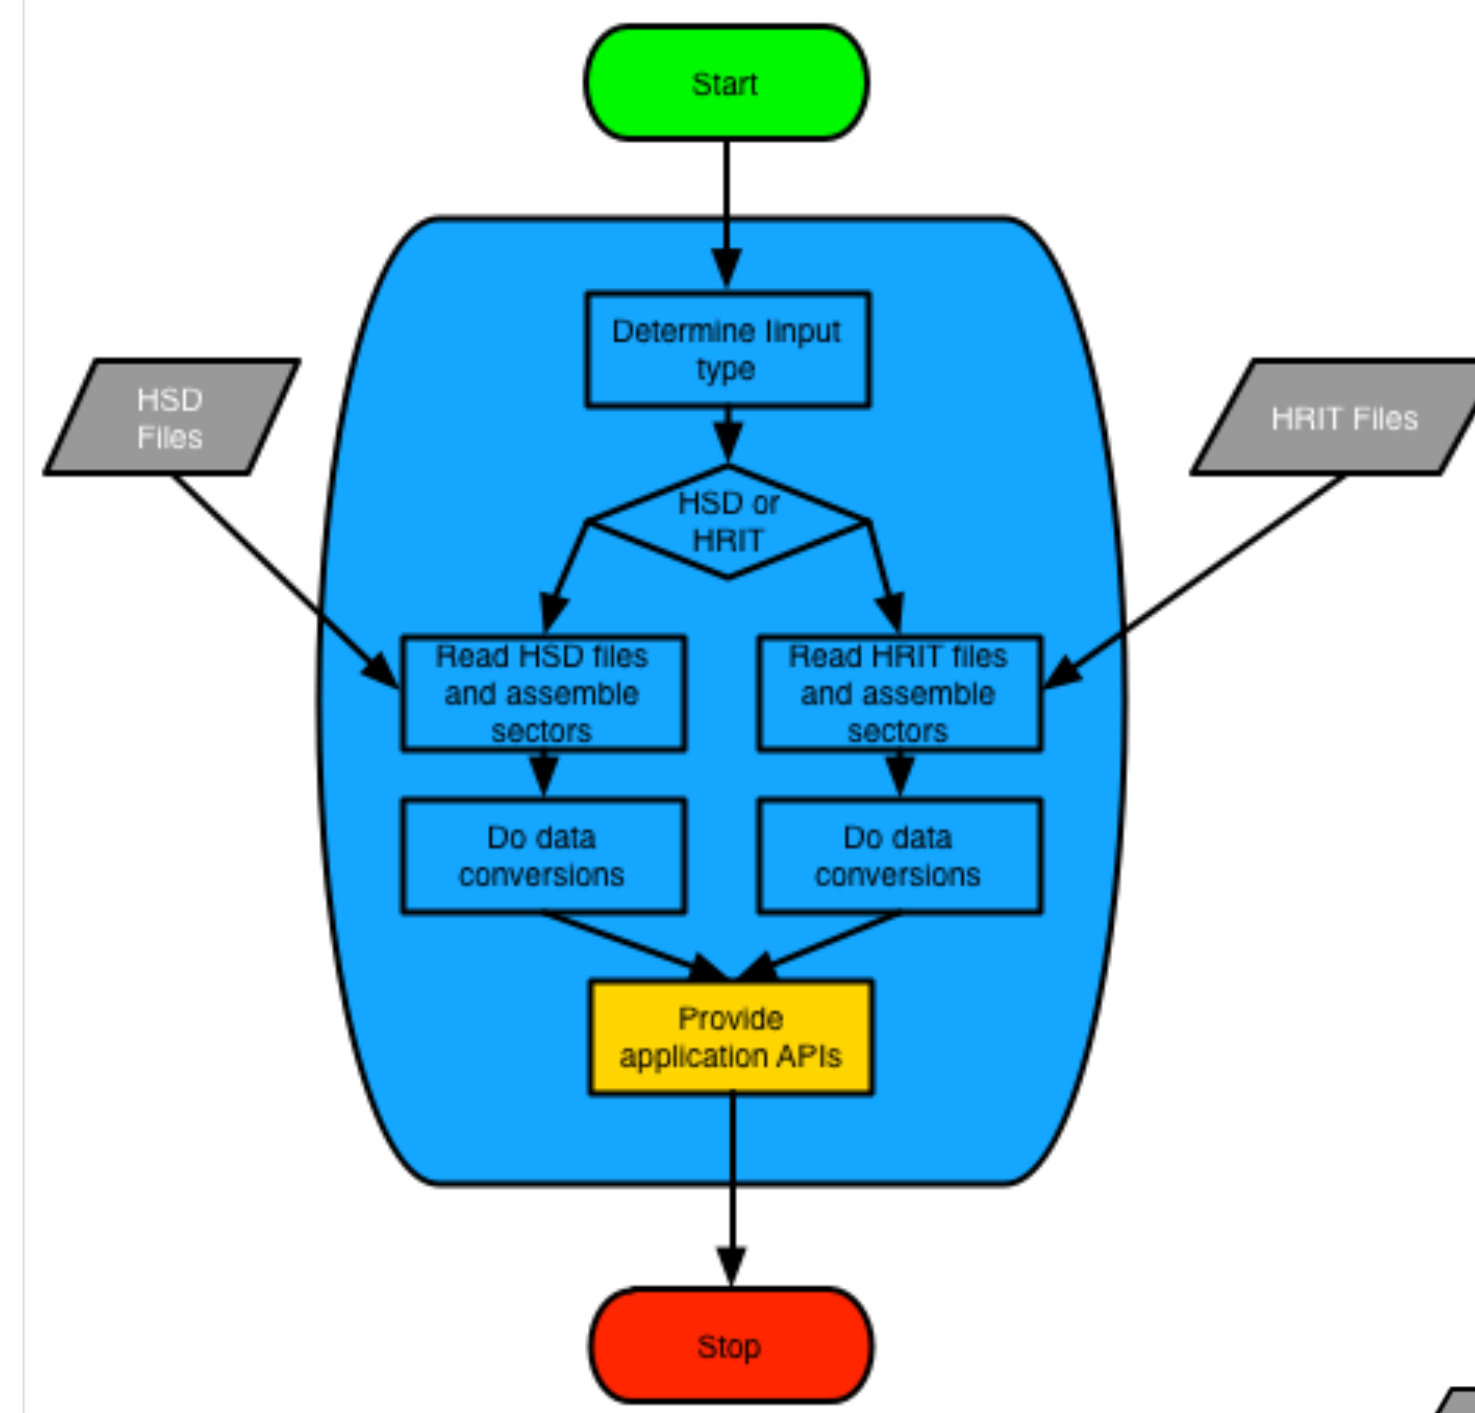 Start
Determine Iinput
type
HSD
Files
HRIT Files
HSD or
HRIT
Read HSD files
and assemble
sectors
Read HRIT files
and assemble
sectors
Do data
conversions
Do data
conversions
Provide
application APIs
Stop